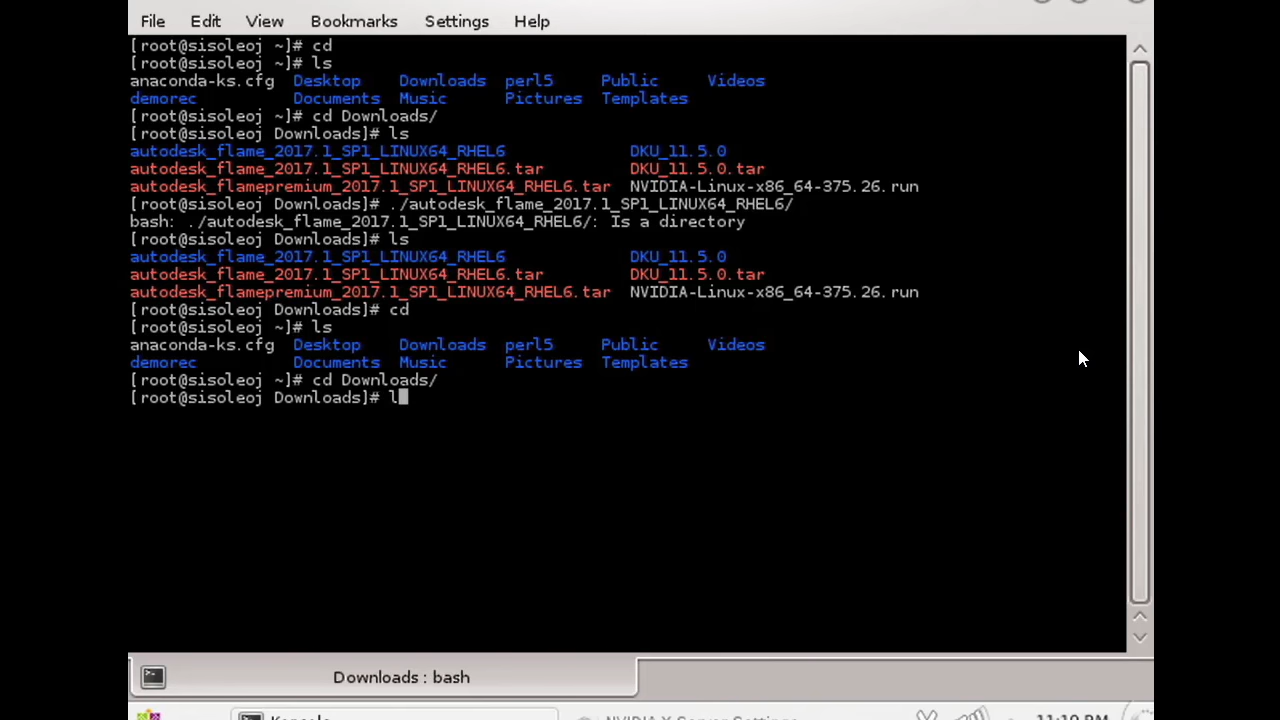 File Edit View Bookmarks Settings Help
[root@sisoleoj ~]# cd
[root@sisoleoj ~]# ls
anaconda-ks.cfg Desktop Downloads perl5 Public Videos
demorec Documents Music Pictures Templates
[root@sisoleoj ~]# cd Downloads/
[root@sisoleoj Downloads]# ls
autodesk_flame_2017.1_SP1_LINUX64_RHEL6 DKU_11.5.0
autodesk_flame_2017.1_SP1_LINUX64_RHEL6.tar DKU_11.5.0.tar
autodesk_flamepremium_2017.1_SP1_LINUX64_RHEL6.tar NVIDIA-Linux-x86_64-375.26.run
[root@sisoleoj Downloads]# ./autodesk_flame_2017.1_SP1_LINUX64_RHEL6/
bash: ./autodesk_flame_2017.1_SP1_LINUX64_RHEL6/: Is a directory
[root@sisoleoj Downloads]# ls
autodesk_flame_2017.1_SP1_LINUX64_RHEL6 DKU_11.5.0
autodesk_flame_2017.1_SP1_LINUX64_RHEL6.tar DKU_11.5.0.tar
autodesk_flamepremium_2017.1_SP1_LINUX64_RHEL6.tar NVIDIA-Linux-x86_64-375.26.run
[root@sisoleoj Downloads]# cd
[root@sisoleoj ~]# ls
anaconda-ks.cfg Desktop Downloads perl5 Public Videos
demorec Documents Music Pictures Templates
[root@sisoleoj ~]# cd Downloads/
[root@sisoleoj Downloads]# l
Downloads : bash
Konsole NVIDIA X Server Settings